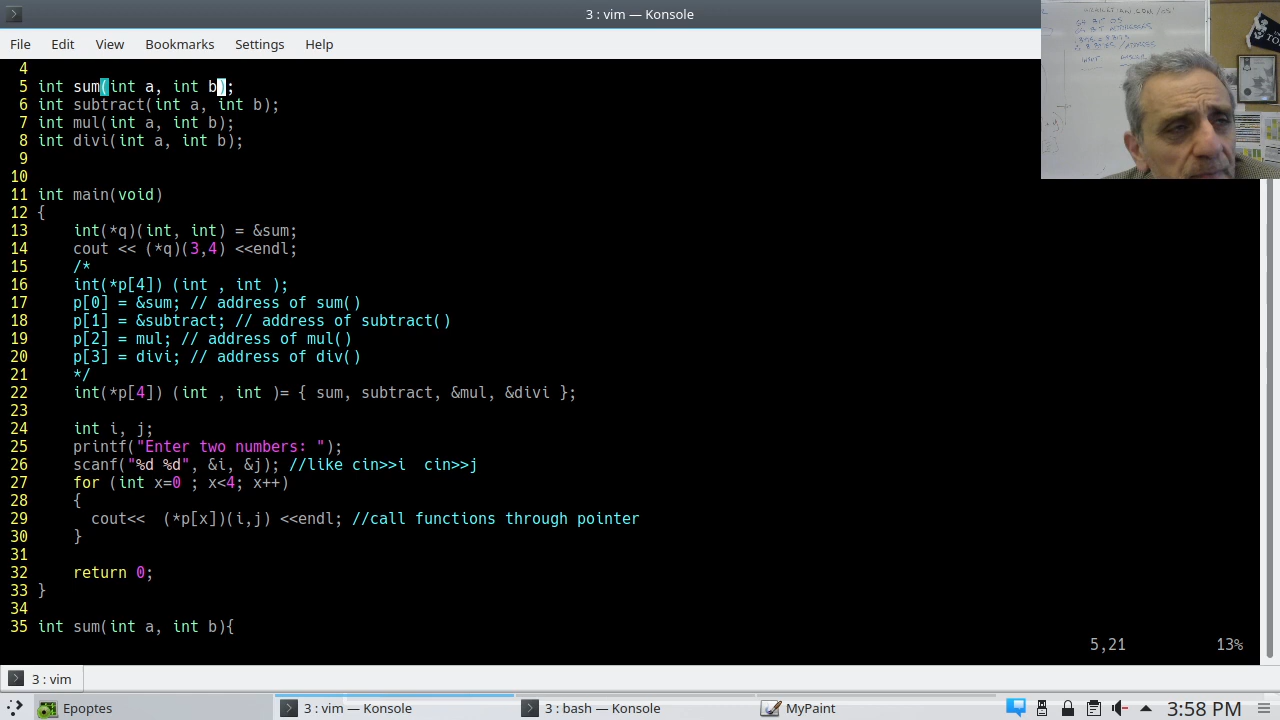 3 : vim — Konsole
File Edit View Bookmarks Settings Help
4
5 int sum(int a, int b);
6 int subtract(int a, int b);
7 int mul(int a, int b);
8 int divi(int a, int b);
9
10
11 int main(void)
12 {
13     int(*q)(int, int) = &sum;
14     cout << (*q)(3,4) <<endl;
15     /*
16     int(*p[4]) (int , int );
17     p[0] = &sum; // address of sum()
18     p[1] = &subtract; // address of subtract()
19     p[2] = mul; // address of mul()
20     p[3] = divi; // address of div()
21     */
22     int(*p[4]) (int , int )= { sum, subtract, &mul, &divi };
23
24     int i, j;
25     printf("Enter two numbers: ");
26     scanf("%d %d", &i, &j); //like cin>>i  cin>>j
27     for (int x=0 ; x<4; x++)
28     {
29       cout<<  (*p[x])(i,j) <<endl; //call functions through pointer
30     }
31
32     return 0;
33 }
34
35 int sum(int a, int b){
5,21 13%
3 : vim
Epoptes 3 : vim — Konsole 3 : bash — Konsole MyPaint 3:58 PM